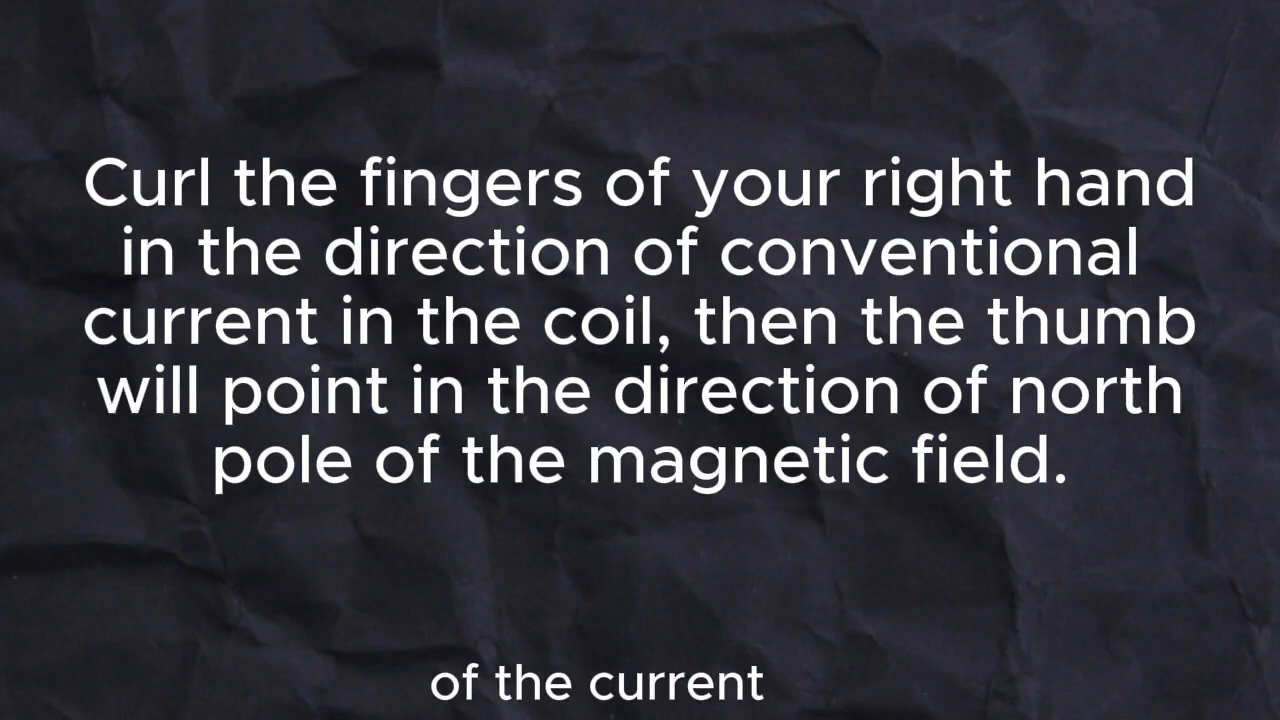 Curl the fingers of your right hand
in the direction of conventional
current in the coil, then the thumb
will point in the direction of north
pole of the magnetic field.
of the current